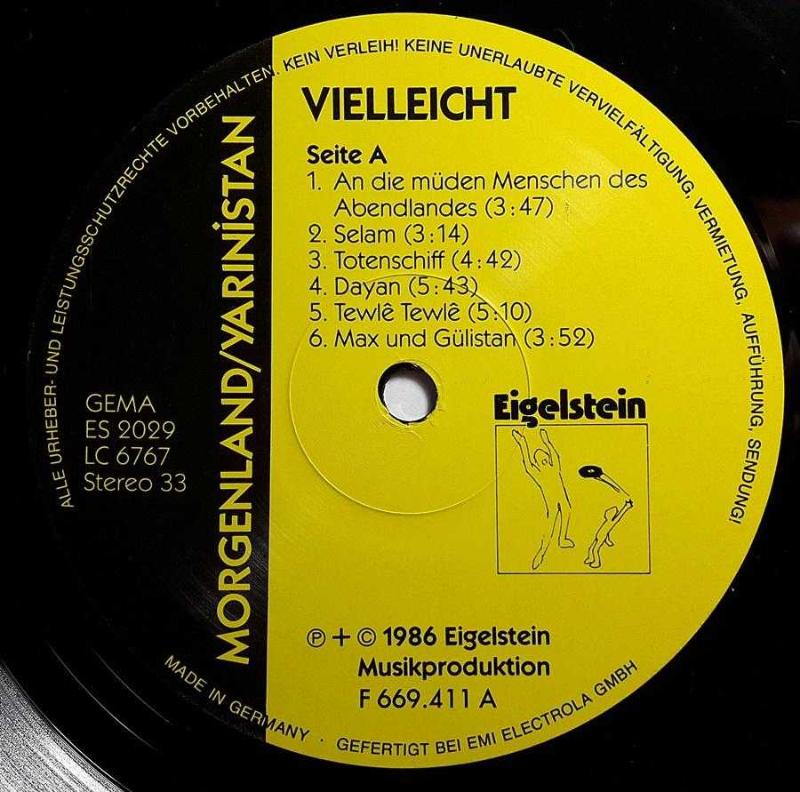 ALLE URHEBER- UND LEISTUNGSSCHUTZRECHTE VORBEHALTEN. KEIN VERLEIH! KEINE UNERLAUBTE VERVIELFÄLTIGUNG, VERMIETUNG, AUFFÜHRUNG, SENDUNG!
MORGENLAND/YARINiSTAN
VIELLEICHT
Seite A
1. An die müden Menschen des
Abendlandes (3:47)
2. Selam (3:14)
3. Totenschiff (4:42)
4. Dayan (5:43)
5. Tewlê Tewlê (5:10)
6. Max und Gülistan (3:52)
GEMA
ES 2029
LC 6767
Stereo 33
Eigelstein
℗ + © 1986 Eigelstein
Musikproduktion
F 669.411 A
MADE IN GERMANY · GEFERTIGT BEI EMI ELECTROLA GMBH